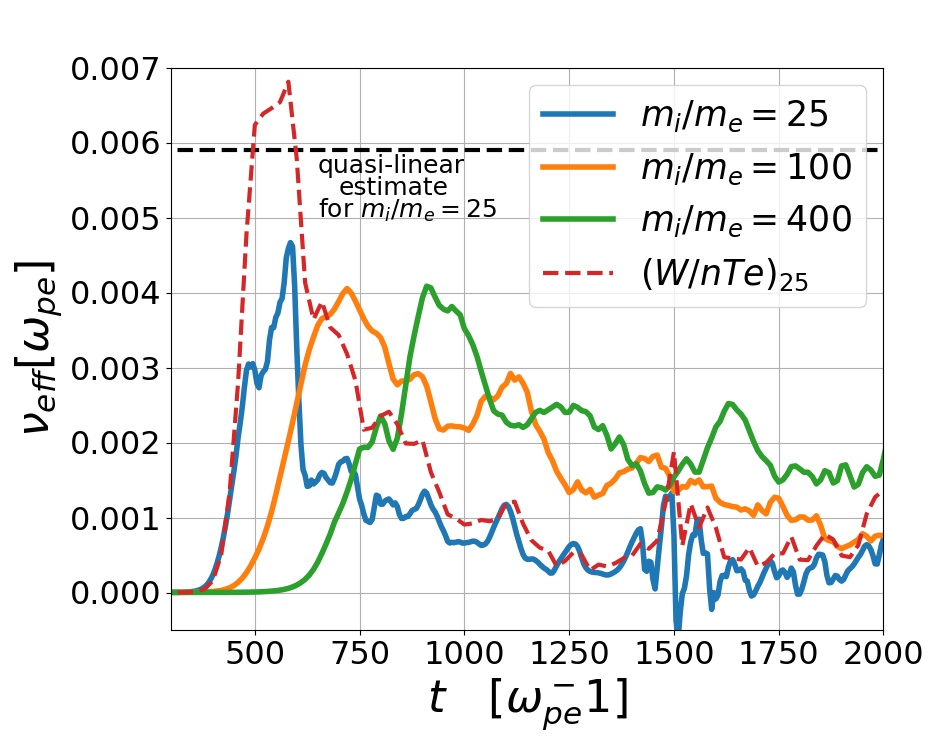 0.007
0.006
0.005
0.004
0.003
0.002
0.001
0.000
ν_eff[ω_pe]
quasi-linear
estimate
for m_i/m_e = 25
m_i/m_e = 25
m_i/m_e = 100
m_i/m_e = 400
(W/nTe)_25
500 750 1000 1250 1500 1750 2000
t [ω_pe^-1]